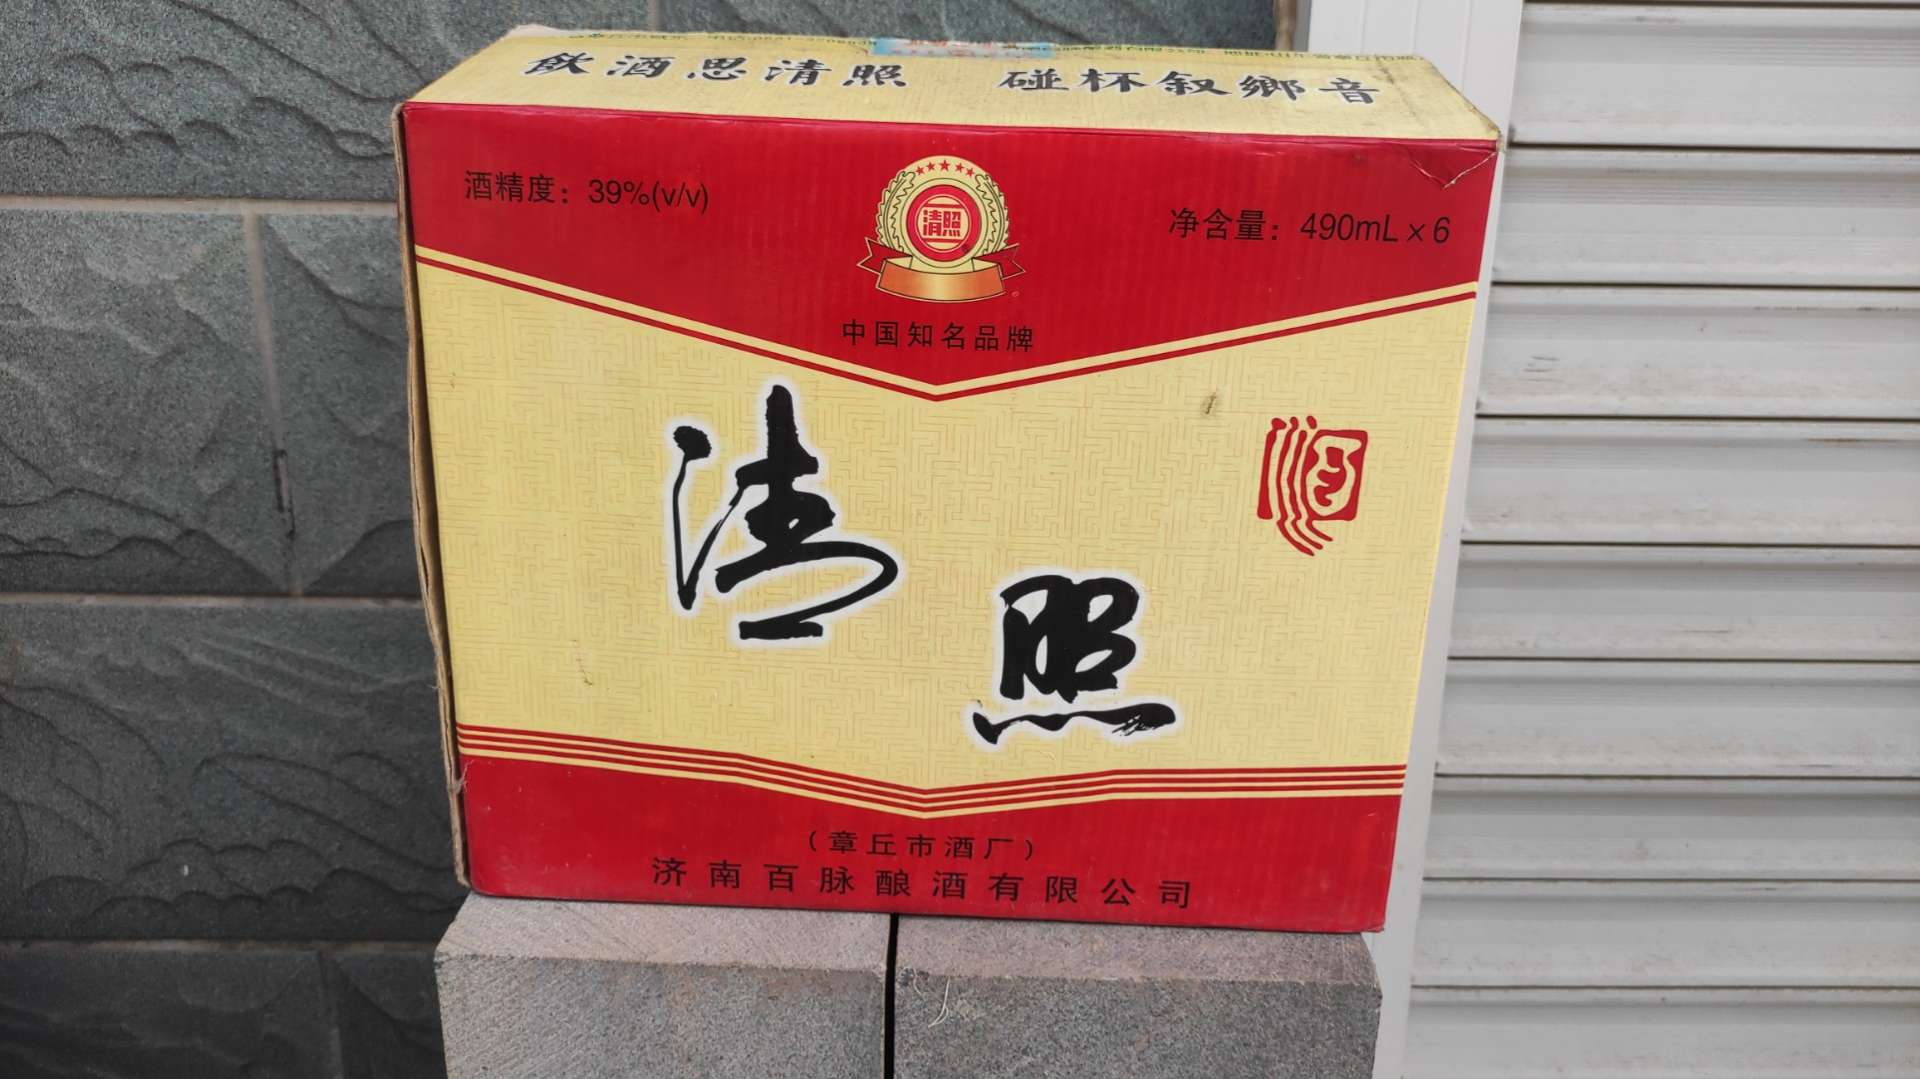 飲酒思清照 碰杯叙鄉音
酒精度：39%(v/v)
清照
净含量：490mL×6
中国知名品牌
清照
酒
（章丘市酒厂）
济南百脉酿酒有限公司